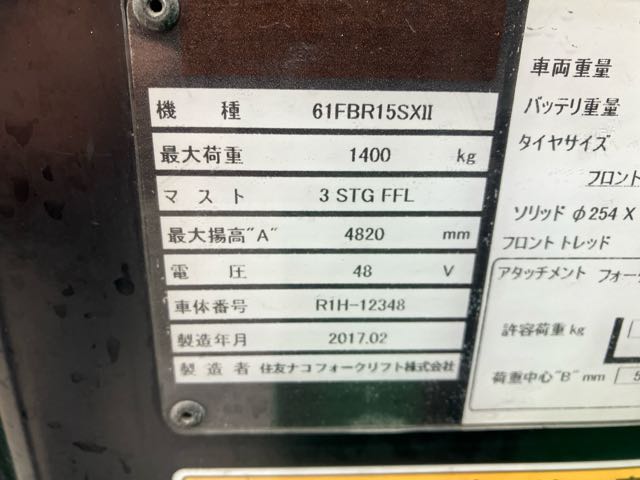 機 種 61FBR15SXII
最大荷重 1400 kg
マスト 3 STG FFL
最大揚高"A" 4820 mm
電 圧 48 V
車体番号 R1H-12348
製造年月 2017.02
製造者 住友ナコフォークリフト株式会社
車両重量
バッテリ重量
タイヤサイズ
フロント
ソリッド φ254 X
フロントトレッド
アタッチメント フォー
許容荷重 kg
荷重中心"B" mm 5